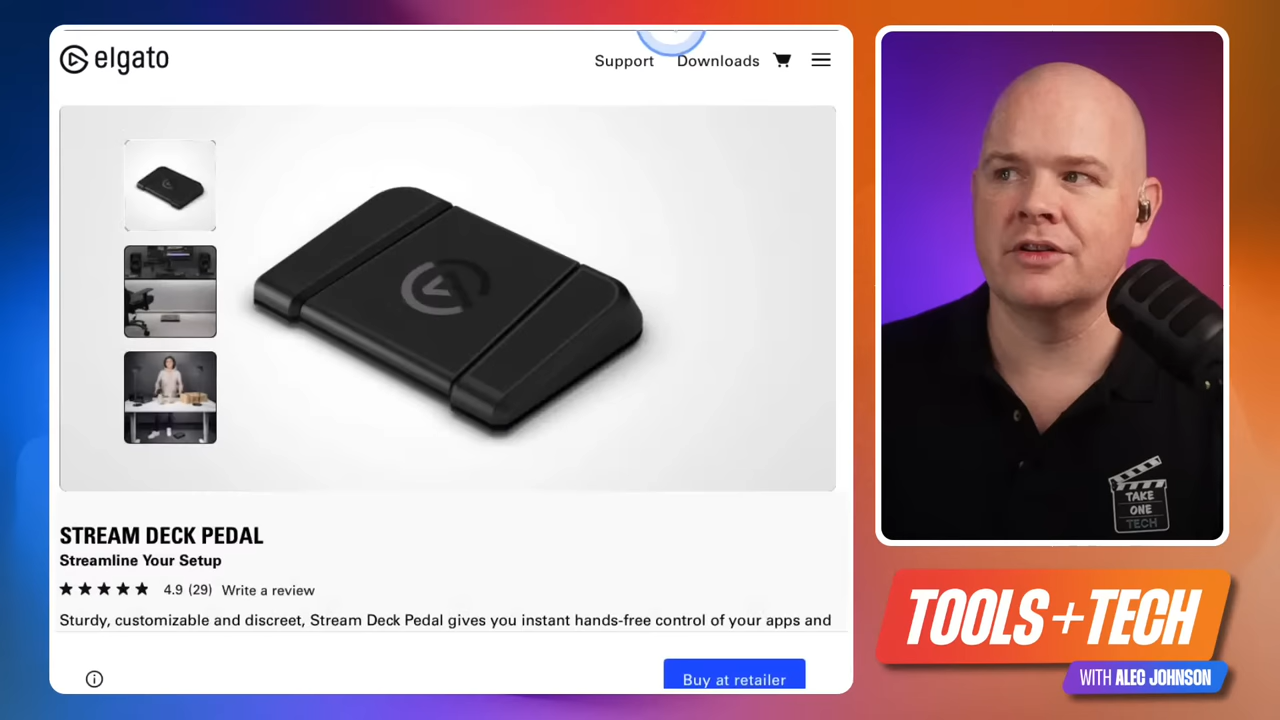 elgato
Support Downloads
STREAM DECK PEDAL
Streamline Your Setup
4.9 (29) Write a review
Sturdy, customizable and discreet, Stream Deck Pedal gives you instant hands-free control of your apps and
Buy at retailer
TAKE
ONE
TECH
TOOLS+TECH
WITH ALEC JOHNSON